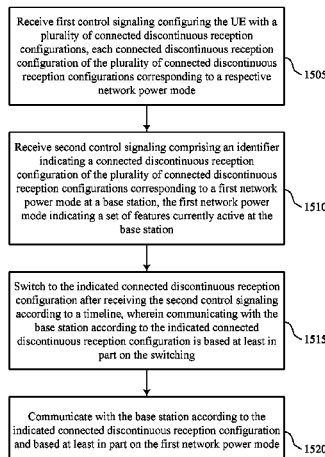 Receive first control signaling configuring the UE with a
plurality of connected discontinuous reception
configurations, each connected discontinuous reception
configuration of the plurality of connected discontinuous
reception configurations corresponding to a respective
network power mode
1505
Receive second control signaling comprising an identifier
indicating a connected discontinuous reception
configuration of the plurality of connected discontinuous
reception configurations corresponding to a first network
power mode at a base station, the first network power
mode indicating a set of features currently active at the
base station
1510
Switch to the indicated connected discontinuous reception
configuration after receiving the second control signaling
according to a timeline, wherein communicating with the
base station according to the indicated connected
discontinuous reception configuration is based at least in
part on the switching
1515
Communicate with the base station according to the
indicated connected discontinuous reception configuration
and based at least in part on the first network power mode
1520